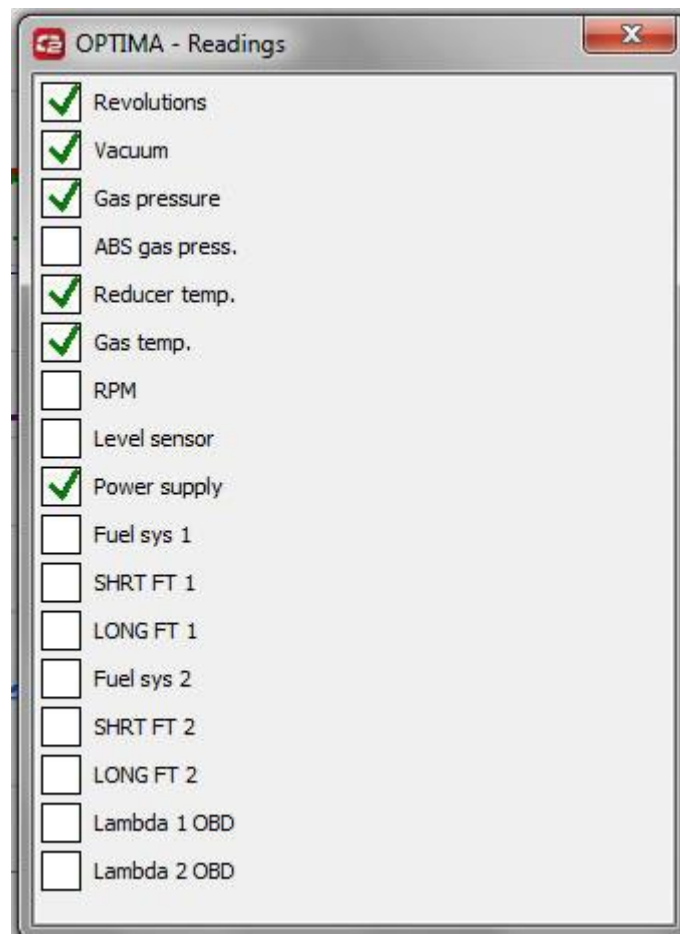 OPTIMA - Readings
Revolutions
Vacuum
Gas pressure
ABS gas press.
Reducer temp.
Gas temp.
RPM
Level sensor
Power supply
Fuel sys 1
SHRT FT 1
LONG FT 1
Fuel sys 2
SHRT FT 2
LONG FT 2
Lambda 1 OBD
Lambda 2 OBD